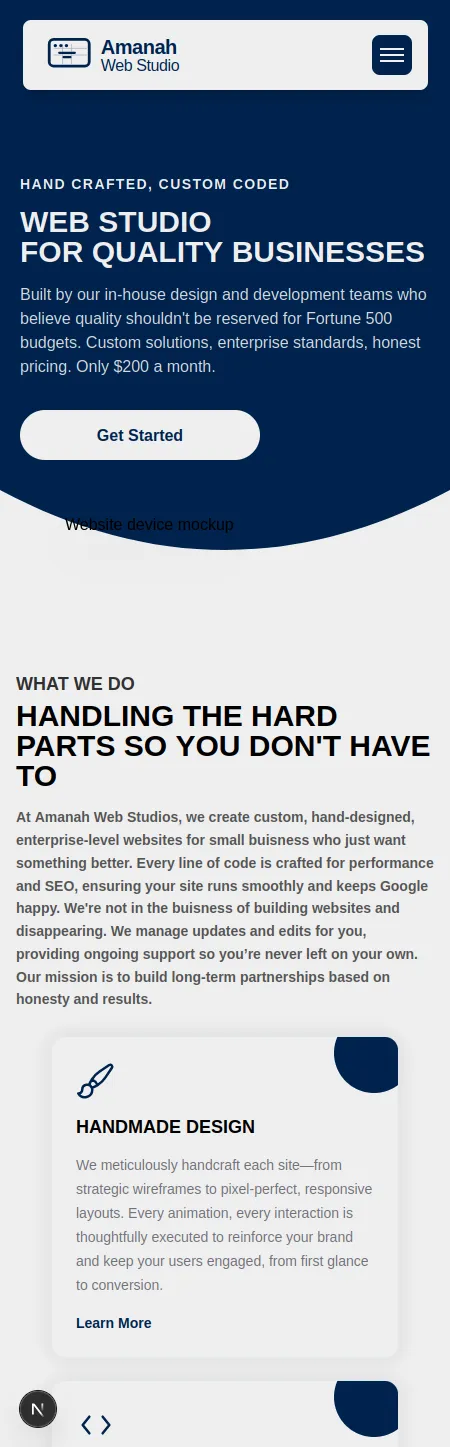 Amanah
Web Studio
HAND CRAFTED, CUSTOM CODED
WEB STUDIO
FOR QUALITY BUSINESSES
Built by our in-house design and development teams who
believe quality shouldn't be reserved for Fortune 500
budgets. Custom solutions, enterprise standards, honest
pricing. Only $200 a month.
Get Started
Website device mockup
WHAT WE DO
HANDLING THE HARD
PARTS SO YOU DON'T HAVE
TO
At Amanah Web Studios, we create custom, hand-designed,
enterprise-level websites for small buisness who just want
something better. Every line of code is crafted for performance
and SEO, ensuring your site runs smoothly and keeps Google
happy. We're not in the buisness of building websites and
disappearing. We manage updates and edits for you,
providing ongoing support so you’re never left on your own.
Our mission is to build long-term partnerships based on
honesty and results.
HANDMADE DESIGN
We meticulously handcraft each site—from
strategic wireframes to pixel-perfect, responsive
layouts. Every animation, every interaction is
thoughtfully executed to reinforce your brand
and keep your users engaged, from first glance
to conversion.
Learn More
N